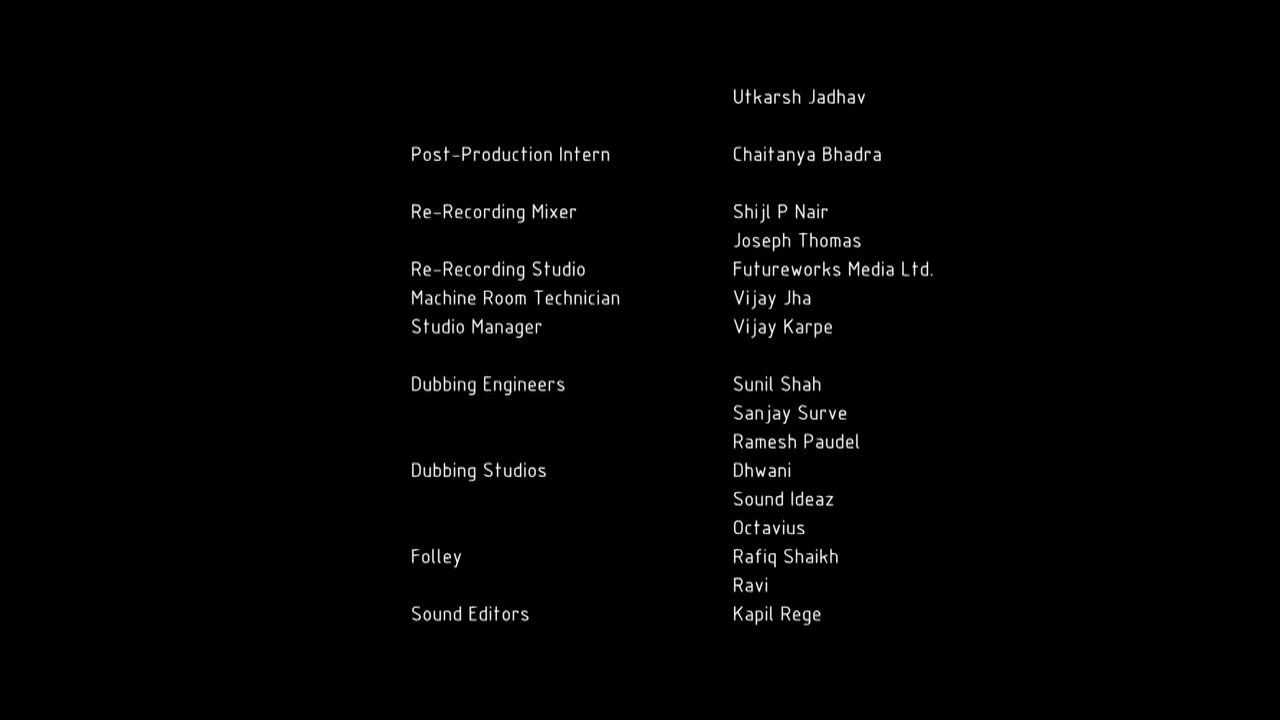 Utkarsh Jadhav
Post-Production Intern Chaitanya Bhadra
Re-Recording Mixer Shijl P Nair
Joseph Thomas
Re-Recording Studio Futureworks Media Ltd.
Machine Room Technician Vijay Jha
Studio Manager Vijay Karpe
Dubbing Engineers Sunil Shah
Sanjay Surve
Ramesh Paudel
Dubbing Studios Dhwani
Sound Ideaz
Octavius
Folley Rafiq Shaikh
Ravi
Sound Editors Kapil Rege